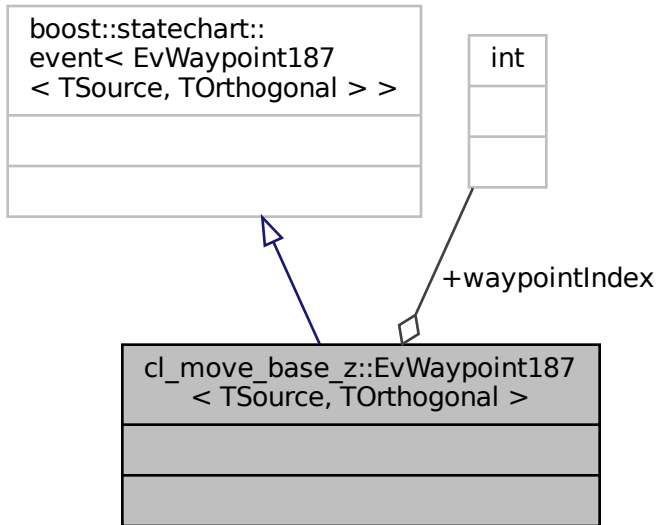 boost::statechart::
event< EvWaypoint187
< TSource, TOrthogonal > >
int
+waypointIndex
cl_move_base_z::EvWaypoint187
< TSource, TOrthogonal >